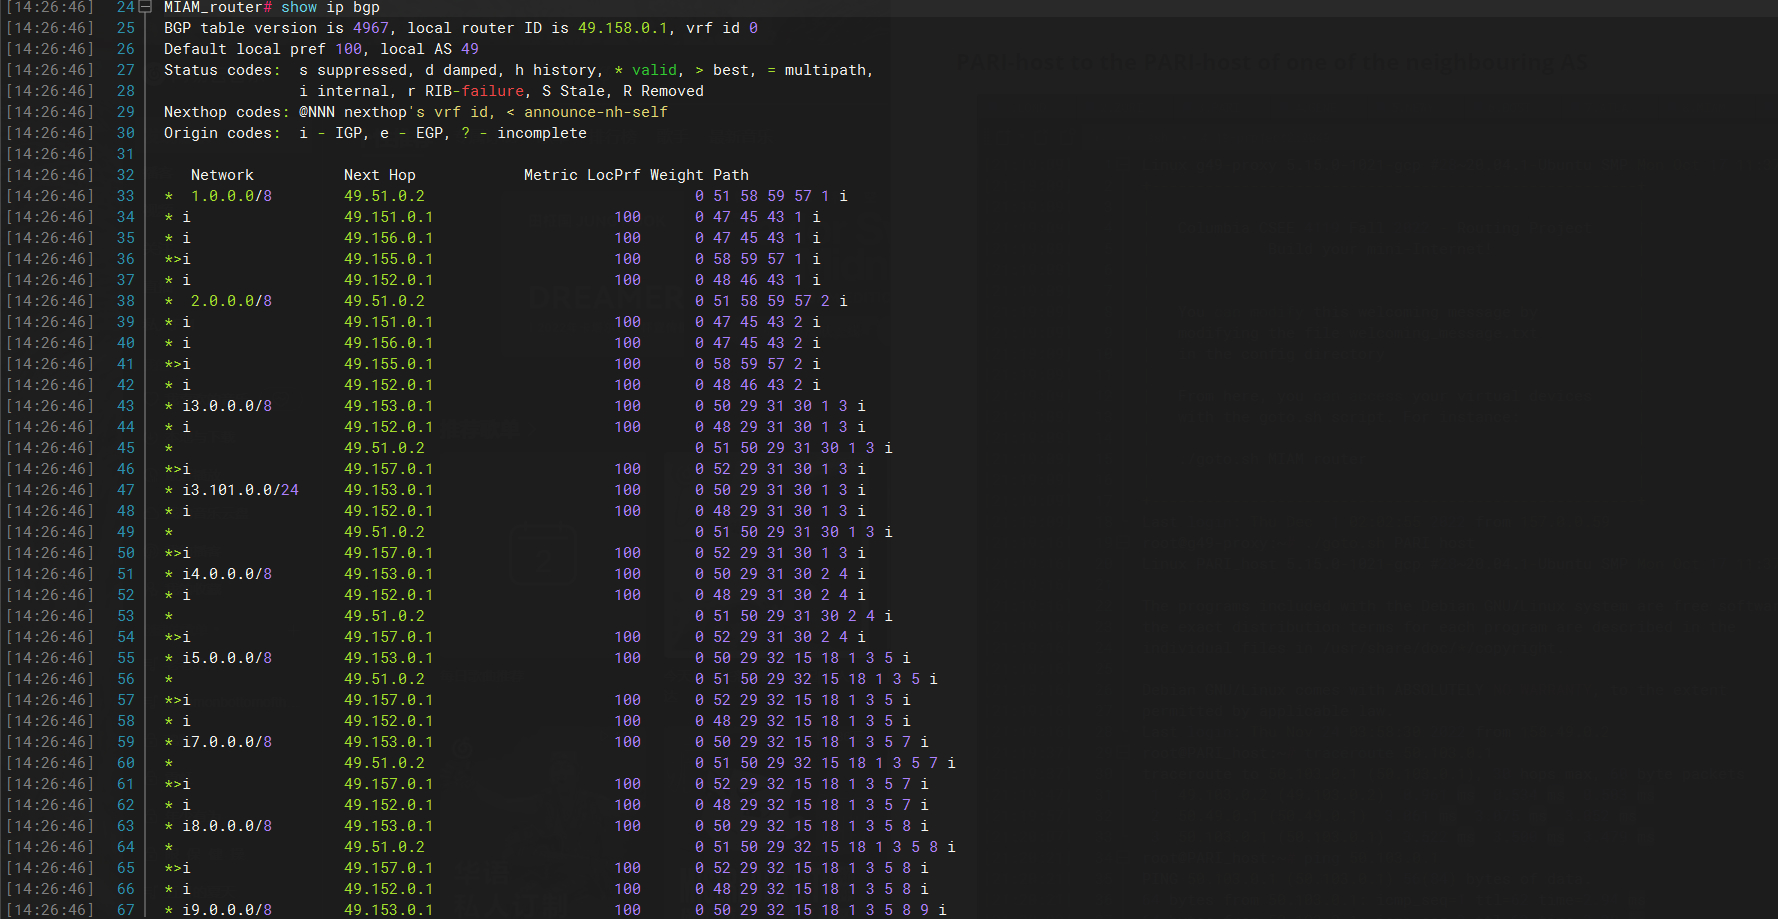 [14:26:46] 24 MIAM_router# show ip bgp
[14:26:46] 25 BGP table version is 4967, local router ID is 49.158.0.1, vrf id 0
[14:26:46] 26 Default local pref 100, local AS 49
[14:26:46] 27 Status codes:  s suppressed, d damped, h history, * valid, > best, = multipath,
[14:26:46] 28                i internal, r RIB-failure, S Stale, R Removed
[14:26:46] 29 Nexthop codes: @NNN nexthop's vrf id, < announce-nh-self
[14:26:46] 30 Origin codes:  i - IGP, e - EGP, ? - incomplete
[14:26:46] 31
[14:26:46] 32    Network          Next Hop            Metric LocPrf Weight Path
[14:26:46] 33 *  1.0.0.0/8        49.51.0.2                              0 51 58 59 57 1 i
[14:26:46] 34 * i                 49.151.0.1                    100      0 47 45 43 1 i
[14:26:46] 35 * i                 49.156.0.1                    100      0 47 45 43 1 i
[14:26:46] 36 *>i                 49.155.0.1                    100      0 58 59 57 1 i
[14:26:46] 37 * i                 49.152.0.1                    100      0 48 46 43 1 i
[14:26:46] 38 *  2.0.0.0/8        49.51.0.2                              0 51 58 59 57 2 i
[14:26:46] 39 * i                 49.151.0.1                    100      0 47 45 43 2 i
[14:26:46] 40 * i                 49.156.0.1                    100      0 47 45 43 2 i
[14:26:46] 41 *>i                 49.155.0.1                    100      0 58 59 57 2 i
[14:26:46] 42 * i                 49.152.0.1                    100      0 48 46 43 2 i
[14:26:46] 43 * i3.0.0.0/8        49.153.0.1                    100      0 50 29 31 30 1 3 i
[14:26:46] 44 * i                 49.152.0.1                    100      0 48 29 31 30 1 3 i
[14:26:46] 45 *                   49.51.0.2                              0 51 50 29 31 30 1 3 i
[14:26:46] 46 *>i                 49.157.0.1                    100      0 52 29 31 30 1 3 i
[14:26:46] 47 * i3.101.0.0/24     49.153.0.1                    100      0 50 29 31 30 1 3 i
[14:26:46] 48 * i                 49.152.0.1                    100      0 48 29 31 30 1 3 i
[14:26:46] 49 *                   49.51.0.2                              0 51 50 29 31 30 1 3 i
[14:26:46] 50 *>i                 49.157.0.1                    100      0 52 29 31 30 1 3 i
[14:26:46] 51 * i4.0.0.0/8        49.153.0.1                    100      0 50 29 31 30 2 4 i
[14:26:46] 52 * i                 49.152.0.1                    100      0 48 29 31 30 2 4 i
[14:26:46] 53 *                   49.51.0.2                              0 51 50 29 31 30 2 4 i
[14:26:46] 54 *>i                 49.157.0.1                    100      0 52 29 31 30 2 4 i
[14:26:46] 55 * i5.0.0.0/8        49.153.0.1                    100      0 50 29 32 15 18 1 3 5 i
[14:26:46] 56 *                   49.51.0.2                              0 51 50 29 32 15 18 1 3 5 i
[14:26:46] 57 *>i                 49.157.0.1                    100      0 52 29 32 15 18 1 3 5 i
[14:26:46] 58 * i                 49.152.0.1                    100      0 48 29 32 15 18 1 3 5 i
[14:26:46] 59 * i7.0.0.0/8        49.153.0.1                    100      0 50 29 32 15 18 1 3 5 7 i
[14:26:46] 60 *                   49.51.0.2                              0 51 50 29 32 15 18 1 3 5 7 i
[14:26:46] 61 *>i                 49.157.0.1                    100      0 52 29 32 15 18 1 3 5 7 i
[14:26:46] 62 * i                 49.152.0.1                    100      0 48 29 32 15 18 1 3 5 7 i
[14:26:46] 63 * i8.0.0.0/8        49.153.0.1                    100      0 50 29 32 15 18 1 3 5 8 i
[14:26:46] 64 *                   49.51.0.2                              0 51 50 29 32 15 18 1 3 5 8 i
[14:26:46] 65 *>i                 49.157.0.1                    100      0 52 29 32 15 18 1 3 5 8 i
[14:26:46] 66 * i                 49.152.0.1                    100      0 48 29 32 15 18 1 3 5 8 i
[14:26:46] 67 * i9.0.0.0/8        49.153.0.1                    100      0 50 29 32 15 18 1 3 5 8 9 i
PARI-host to the PARI-host of one of the neighbouring AS